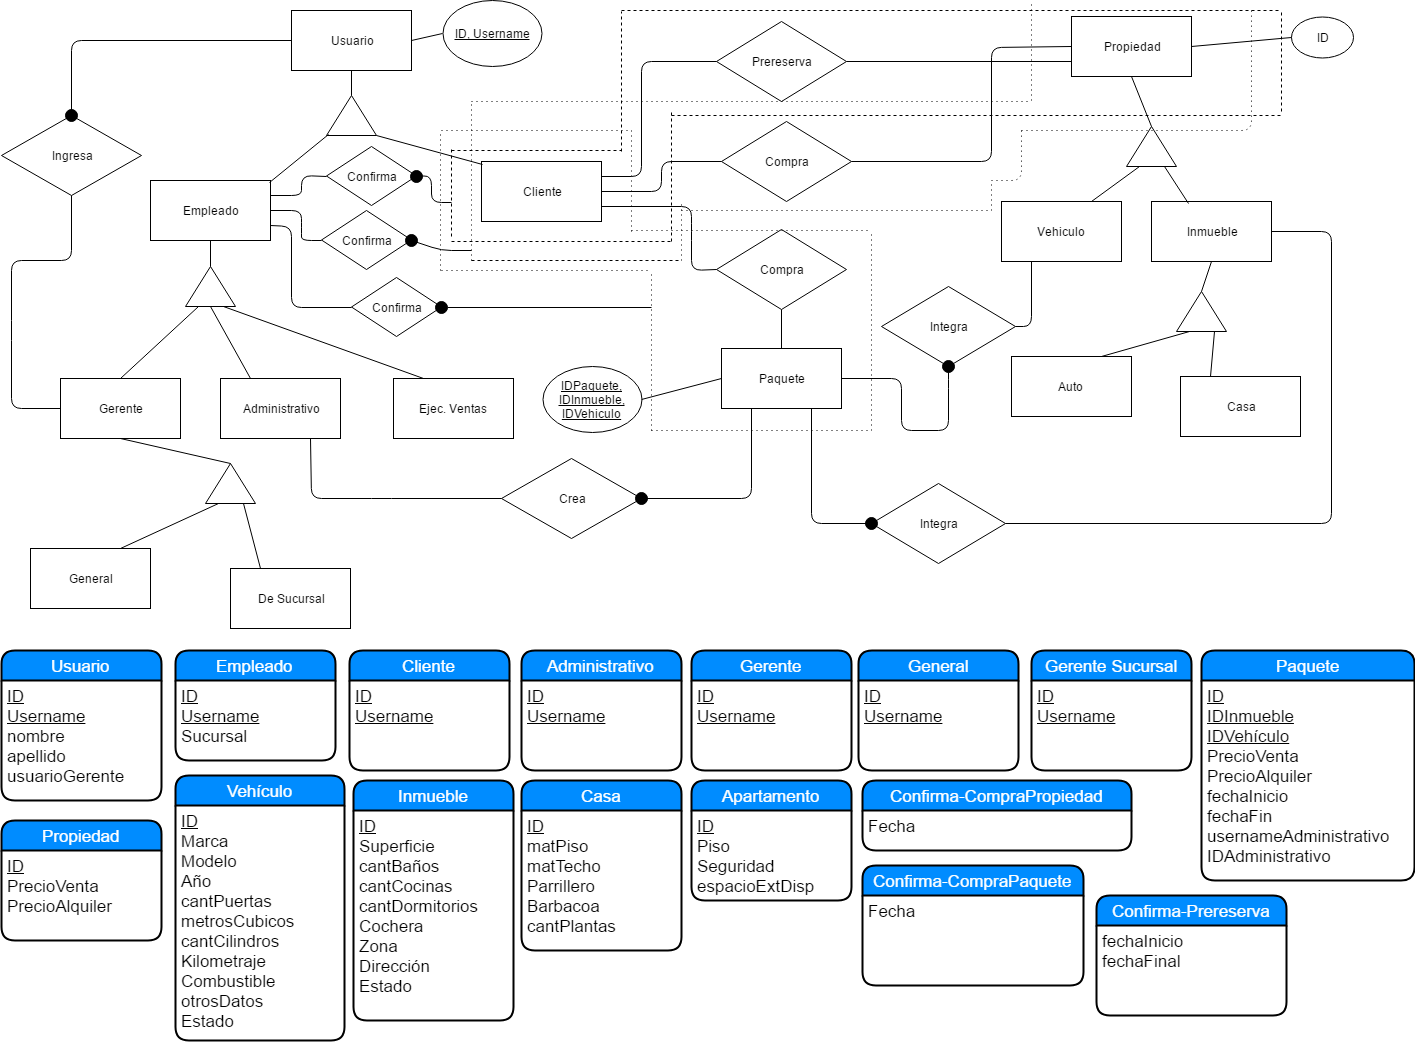 Usuario
ID, Username
Prereserva
Propiedad
ID
Ingresa
Confirma
Compra
Cliente
Empleado
Confirma
Vehiculo
Inmueble
Compra
Confirma
Integra
Paquete
IDPaquete,
IDInmueble,
IDVehiculo
Auto
Casa
Gerente
Administrativo
Ejec. Ventas
Crea
Integra
General
De Sucursal
Usuario
ID
Username
nombre
apellido
usuarioGerente
Empleado
ID
Username
Sucursal
Cliente
ID
Username
Administrativo
ID
Username
Gerente
ID
Username
General
ID
Username
Gerente Sucursal
ID
Username
Paquete
ID
IDInmueble
IDVehículo
PrecioVenta
PrecioAlquiler
fechaInicio
fechaFin
usernameAdministrativo
IDAdministrativo
Propiedad
ID
PrecioVenta
PrecioAlquiler
Vehículo
ID
Marca
Modelo
Año
cantPuertas
metrosCubicos
cantCilindros
Kilometraje
Combustible
otrosDatos
Estado
Inmueble
ID
Superficie
cantBaños
cantCocinas
cantDormitorios
Cochera
Zona
Dirección
Estado
Casa
ID
matPiso
matTecho
Parrillero
Barbacoa
cantPlantas
Apartamento
ID
Piso
Seguridad
espacioExtDisp
Confirma-CompraPropiedad
Fecha
Confirma-CompraPaquete
Fecha
Confirma-Prereserva
fechaInicio
fechaFinal